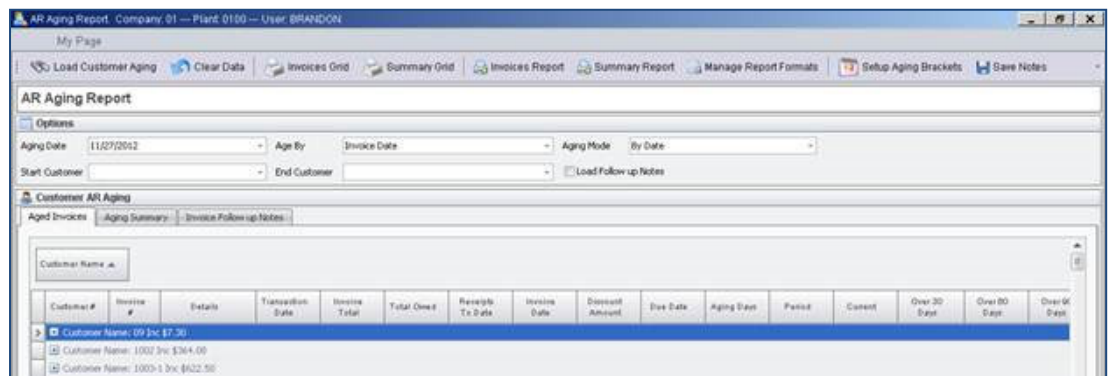 AR Aging Report. Company: 01 --- Plant: 0100 --- User: BRANDON
My Page
Load Customer Aging Clear Data Invoices Grid Summary Grid Invoices Report Summary Report Manage Report Formats Setup Aging Brackets Save Notes
AR Aging Report
Options
Aging Date 11/27/2012 Age By Invoice Date Aging Mode By Date
Start Customer End Customer Load Follow up Notes
Customer AR Aging
Aged Invoices Aging Summary Invoice Follow up Notes
Customer Name
Customer # Invoice # Details Transaction Date Invoice Total Total Owed Receipts To Date Invoice Date Discount Amount Due Date Aging Days Period Current Over 30 Days Over 60 Days Over 90 Days
Customer Name: 09 Inc $7.30
Customer Name: 1002 Inc $364.00
Customer Name: 1003-1 Inc $622.50